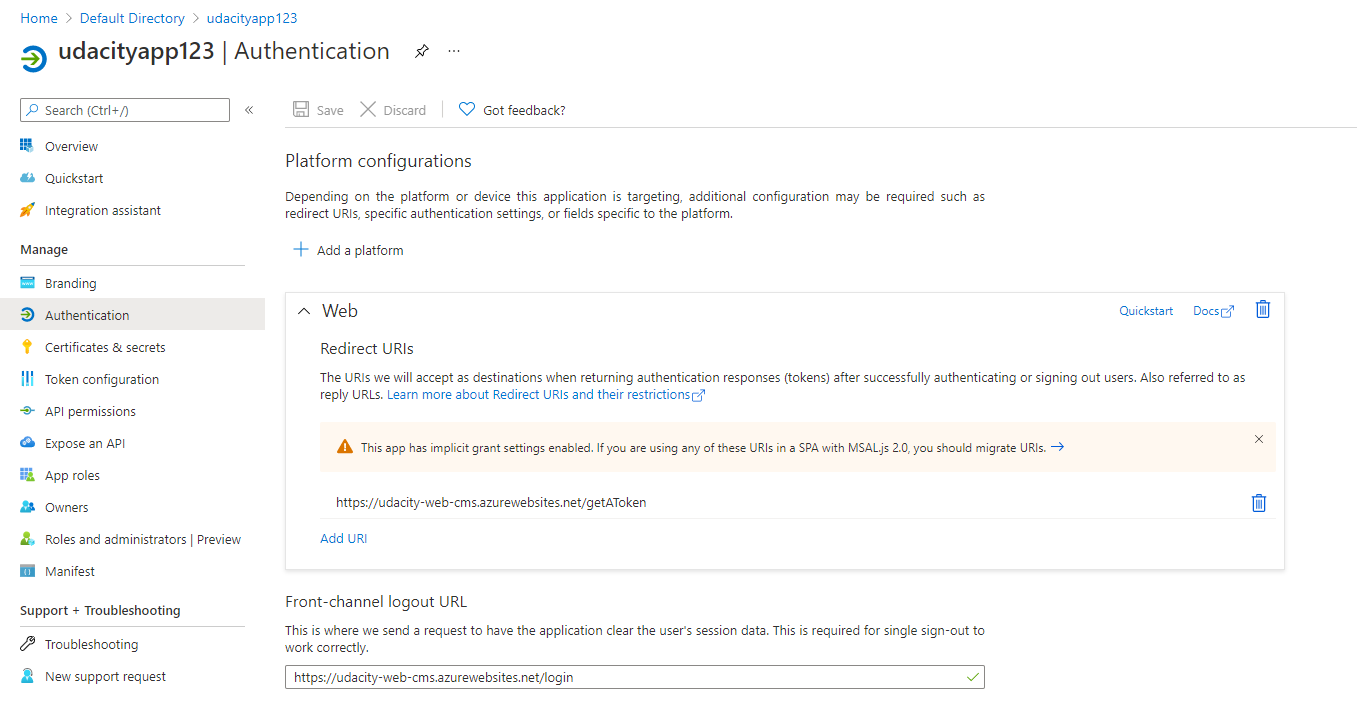 Home > Default Directory > udacityapp123
udacityapp123 | Authentication
Search (Ctrl+/)
Overview
Quickstart
Integration assistant
Manage
Branding
Authentication
Certificates & secrets
Token configuration
API permissions
Expose an API
App roles
Owners
Roles and administrators | Preview
Manifest
Support + Troubleshooting
Troubleshooting
New support request
Save Discard Got feedback?
Platform configurations
Depending on the platform or device this application is targeting, additional configuration may be required such as
redirect URIs, specific authentication settings, or fields specific to the platform.
Add a platform
Web
Quickstart Docs
Redirect URIs
The URIs we will accept as destinations when returning authentication responses (tokens) after successfully authenticating or signing out users. Also referred to as
reply URLs. Learn more about Redirect URIs and their restrictions
This app has implicit grant settings enabled. If you are using any of these URIs in a SPA with MSAL.js 2.0, you should migrate URIs.
https://udacity-web-cms.azurewebsites.net/getAToken
Add URI
Front-channel logout URL
This is where we send a request to have the application clear the user's session data. This is required for single sign-out to
work correctly.
https://udacity-web-cms.azurewebsites.net/login